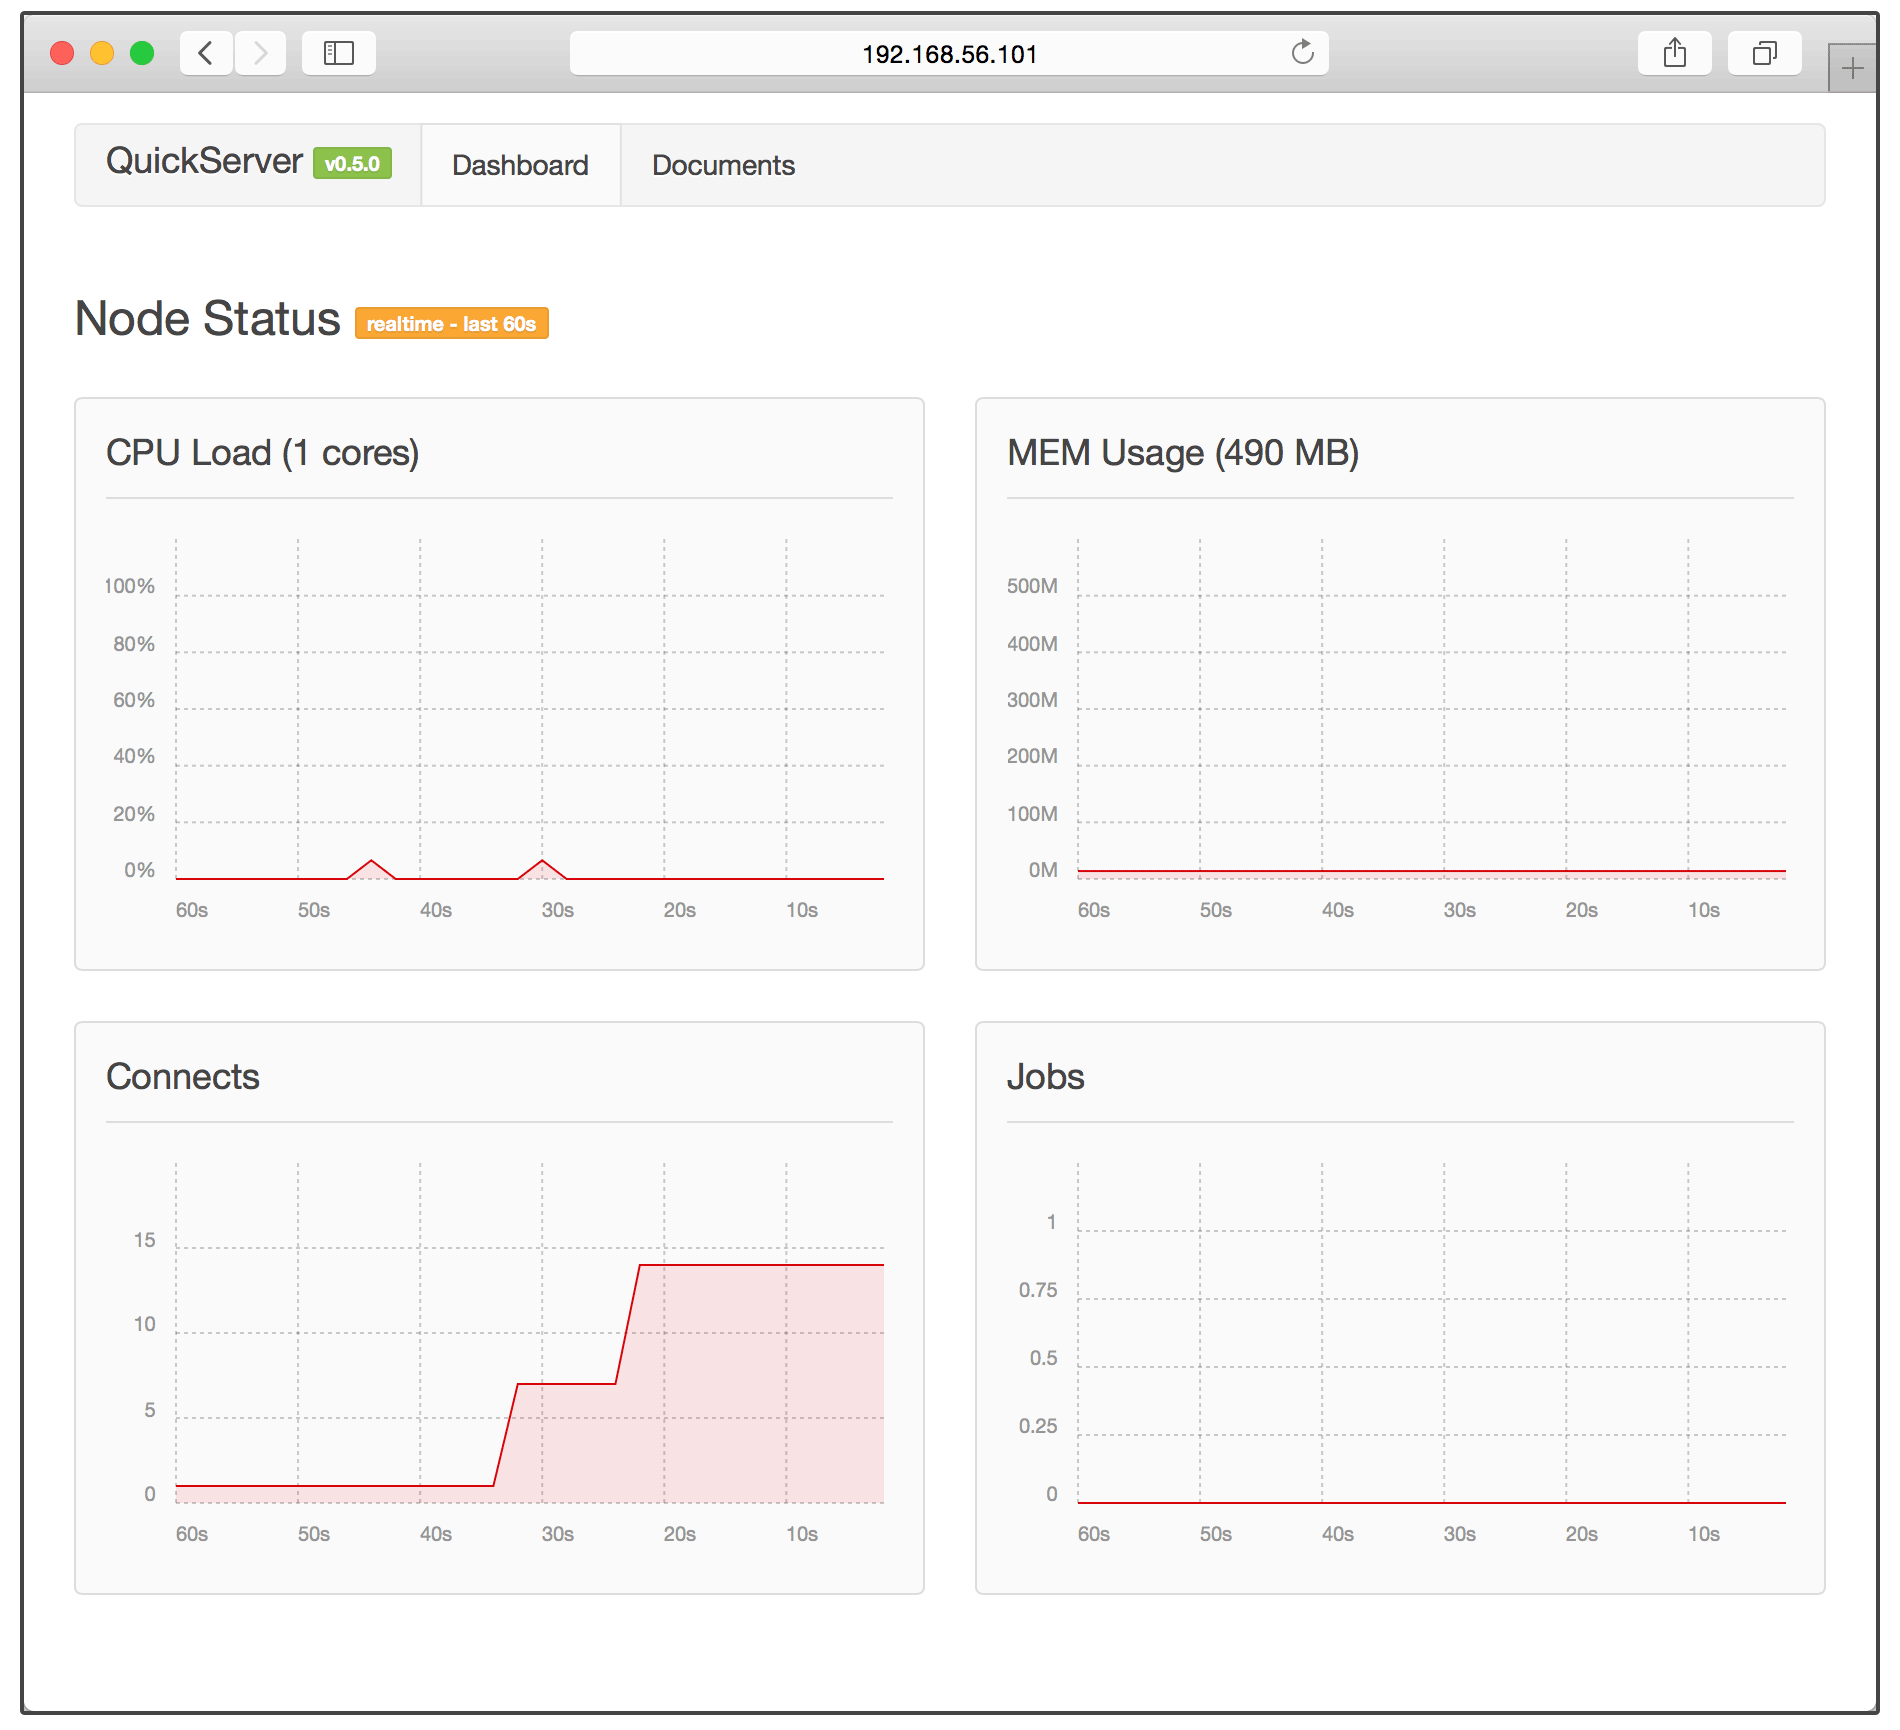 192.168.56.101
QuickServer v0.5.0 Dashboard Documents
Node Status realtime - last 60s
CPU Load (1 cores)
100%
80%
60%
40%
20%
0%
60s 50s 40s 30s 20s 10s
MEM Usage (490 MB)
500M
400M
300M
200M
100M
0M
60s 50s 40s 30s 20s 10s
Connects
15
10
5
0
60s 50s 40s 30s 20s 10s
Jobs
1
0.75
0.5
0.25
0
60s 50s 40s 30s 20s 10s